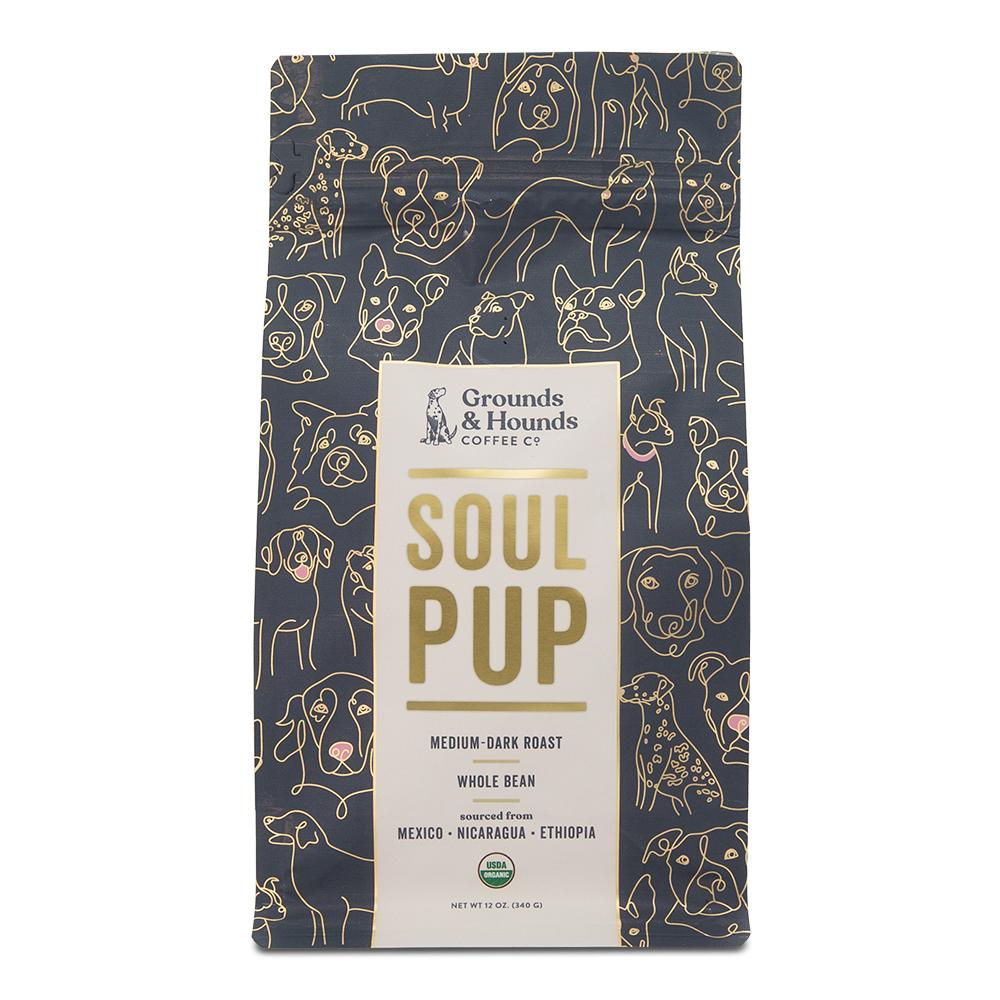 Grounds
& Hounds
COFFEE Cº
SOUL
PUP
MEDIUM-DARK ROAST
WHOLE BEAN
sourced from
MEXICO • NICARAGUA • ETHIOPIA
USDA
ORGANIC
NET WT 12 OZ. (340 G)